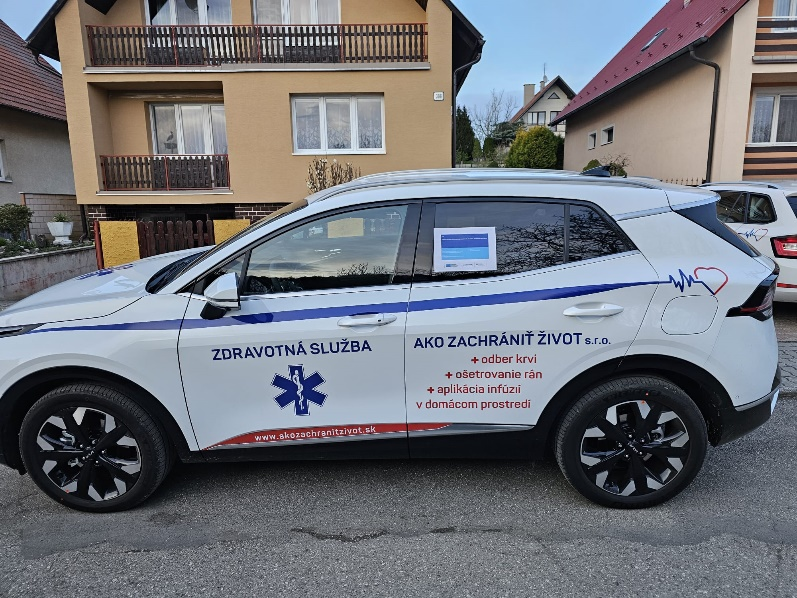 ZDRAVOTNÁ SLUŽBA
www.akozachranitzivot.sk
AKO ZACHRÁNIŤ ŽIVOT s.r.o.
+ odber krvi
+ ošetrovanie rán
+ aplikácia infúzií
v domácom prostredí